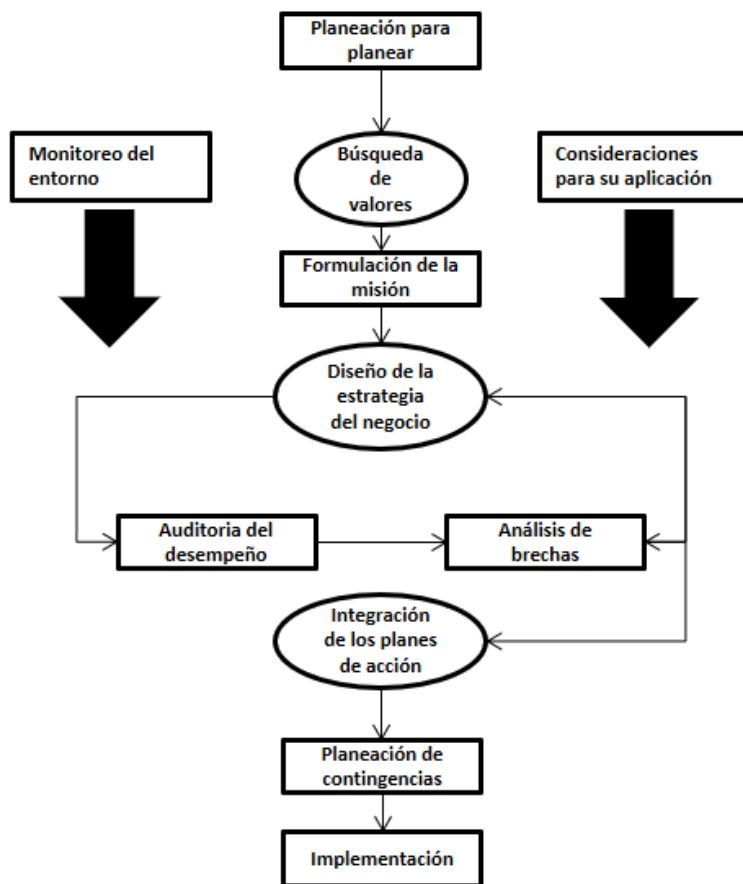 Planeación para
planear
Monitoreo del
entorno
Búsqueda
de
valores
Consideraciones
para su aplicación
Formulación de la
misión
Diseño de la
estrategia
del negocio
Auditoria del
desempeño
Análisis de
brechas
Integración
de los planes
de acción
Planeación de
contingencias
Implementación